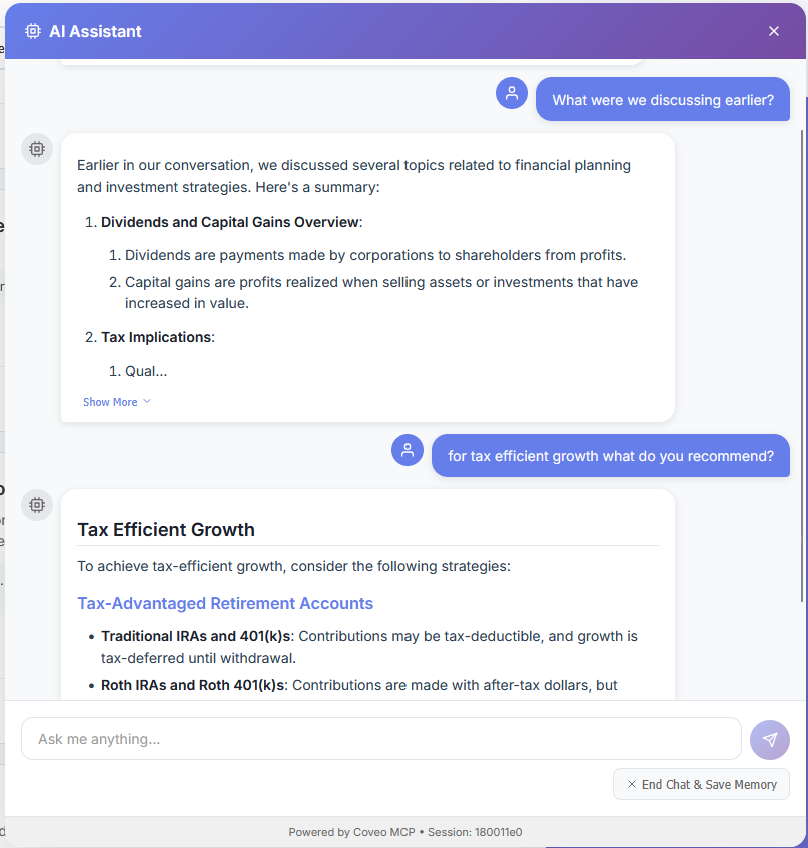 AI Assistant
What were we discussing earlier?
Earlier in our conversation, we discussed several topics related to financial planning
and investment strategies. Here's a summary:
1. Dividends and Capital Gains Overview:
1. Dividends are payments made by corporations to shareholders from profits.
2. Capital gains are profits realized when selling assets or investments that have
increased in value.
2. Tax Implications:
1. Qual...
Show More
for tax efficient growth what do you recommend?
Tax Efficient Growth
To achieve tax-efficient growth, consider the following strategies:
Tax-Advantaged Retirement Accounts
• Traditional IRAs and 401(k)s: Contributions may be tax-deductible, and growth is
tax-deferred until withdrawal.
• Roth IRAs and Roth 401(k)s: Contributions are made with after-tax dollars, but
Ask me anything...
End Chat & Save Memory
Powered by Coveo MCP • Session: 180011e0